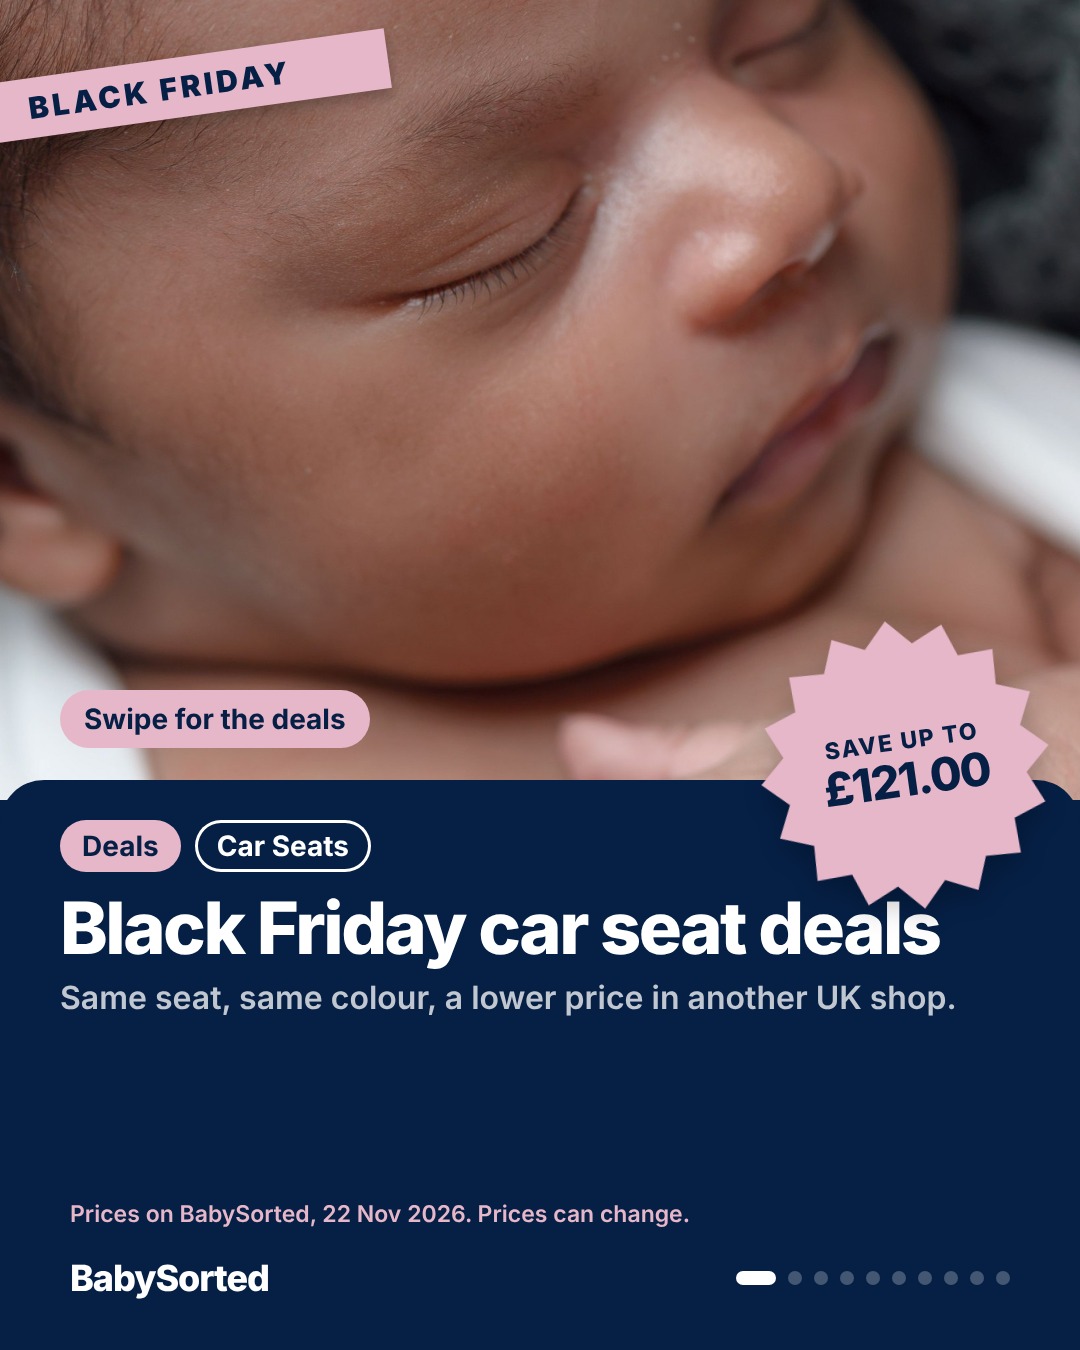 BLACK FRIDAY
Swipe for the deals
SAVE UP TO
£121.00
Deals
Car Seats
Black Friday car seat deals
Same seat, same colour, a lower price in another UK shop.
Prices on BabySorted, 22 Nov 2026. Prices can change.
BabySorted